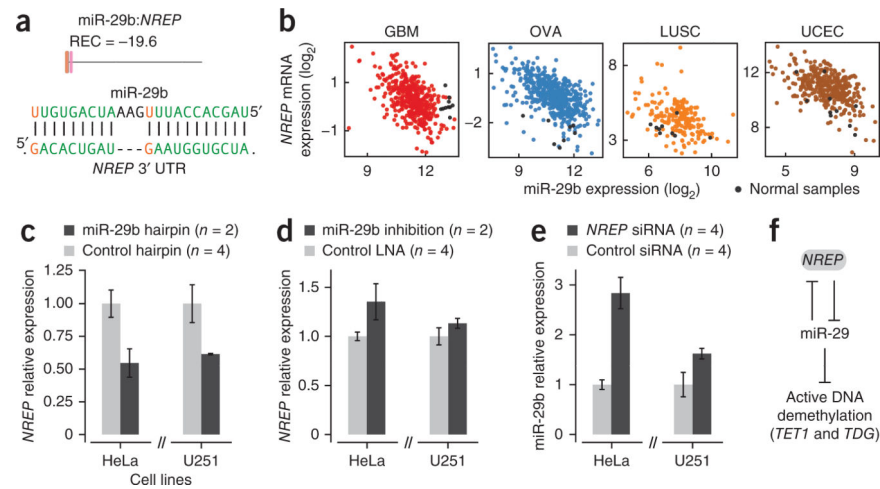 a
miR-29b:NREP
REC = –19.6
miR-29b
UUGUGACUAAAGUUUACCACGAU5′
5′
GACACUGAU---GAAUGGUGCUA.
NREP 3′ UTR
b
GBM
OVA
LUSC
UCEC
NREP mRNA
expression (log2)
1
–1
9
12
1
–2
9
12
8
3
6
10
11
9
5
9
miR-29b expression (log2)
Normal samples
c
miR-29b hairpin (n = 2)
Control hairpin (n = 4)
NREP relative expression
1.25
1.00
0.75
0.50
0.25
0
HeLa
//
U251
Cell lines
d
miR-29b inhibition (n = 2)
Control LNA (n = 4)
NREP relative expression
1.5
1.0
0.5
0
HeLa
//
U251
e
NREP siRNA (n = 4)
Control siRNA (n = 4)
miR-29b relative expression
3
2
1
0
HeLa
//
U251
f
NREP
miR-29
Active DNA
demethylation
(TET1 and TDG)